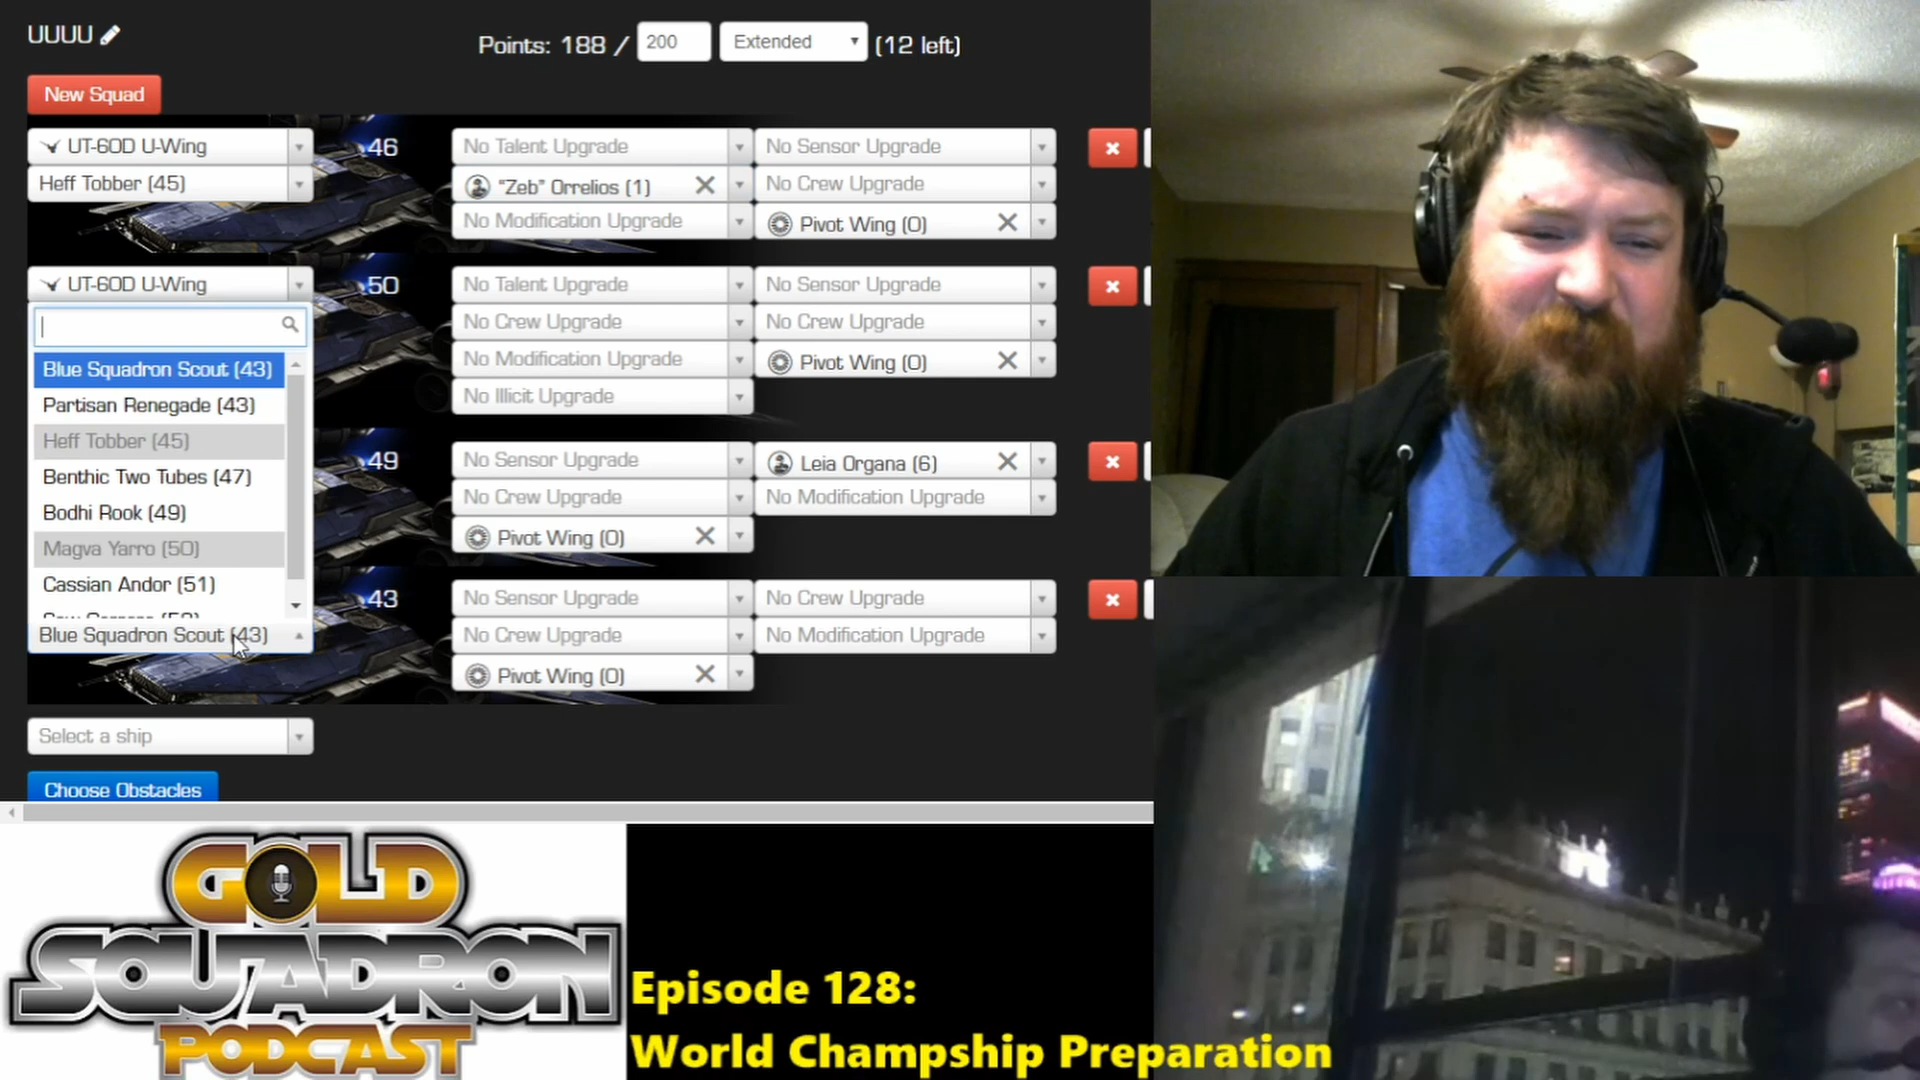 UUUU
Points: 188 / 200 Extended (12 left)
New Squad
UT-60D U-Wing 46 No Talent Upgrade No Sensor Upgrade
Heff Tobber (45) "Zeb" Orrelios (1) No Crew Upgrade
No Modification Upgrade Pivot Wing (0)
UT-60D U-Wing 50 No Talent Upgrade No Sensor Upgrade
No Crew Upgrade No Crew Upgrade
No Modification Upgrade Pivot Wing (0)
No Illicit Upgrade
Blue Squadron Scout (43)
Partisan Renegade (43)
Heff Tobber (45)
Benthic Two Tubes (47)
Bodhi Rook (49)
Magva Yarro (50)
Cassian Andor (51)
Blue Squadron Scout (43)
49 No Sensor Upgrade Leia Organa (6)
No Crew Upgrade No Modification Upgrade
Pivot Wing (0)
43 No Sensor Upgrade No Crew Upgrade
No Crew Upgrade No Modification Upgrade
Pivot Wing (0)
Select a ship
Choose Obstacles
GOLD
SQUADRON
PODCAST
Episode 128:
World Champship Preparation